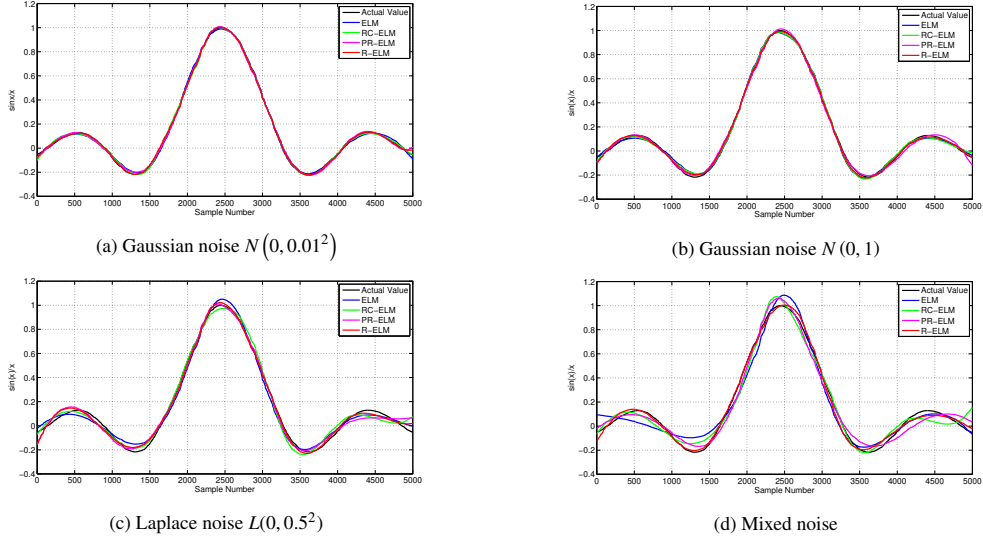 1.2
1
0.8
0.6
0.4
0.2
0
−0.2
−0.4
sinx/x
Actual Value
ELM
RC−ELM
PR−ELM
R−ELM
0 500 1000 1500 2000 2500 3000 3500 4000 4500 5000
Sample Number
(a) Gaussian noise N(0, 0.01²)
1.2
1
0.8
0.6
0.4
0.2
0
−0.2
−0.4
sin(x)/x
Actual Value
ELM
RC−ELM
PR−ELM
R−ELM
0 500 1000 1500 2000 2500 3000 3500 4000 4500 5000
Sample Number
(b) Gaussian noise N(0, 1)
1.2
1
0.8
0.6
0.4
0.2
0
−0.2
−0.4
sin(x)/x
Actual Value
ELM
RC−ELM
PR−ELM
R−ELM
0 500 1000 1500 2000 2500 3000 3500 4000 4500 5000
Sample Number
(c) Laplace noise L(0, 0.5²)
1.2
1
0.8
0.6
0.4
0.2
0
−0.2
−0.4
sin(x)/x
Actual Value
ELM
RC−ELM
PR−ELM
R−ELM
0 500 1000 1500 2000 2500 3000 3500 4000 4500 5000
Sample Number
(d) Mixed noise